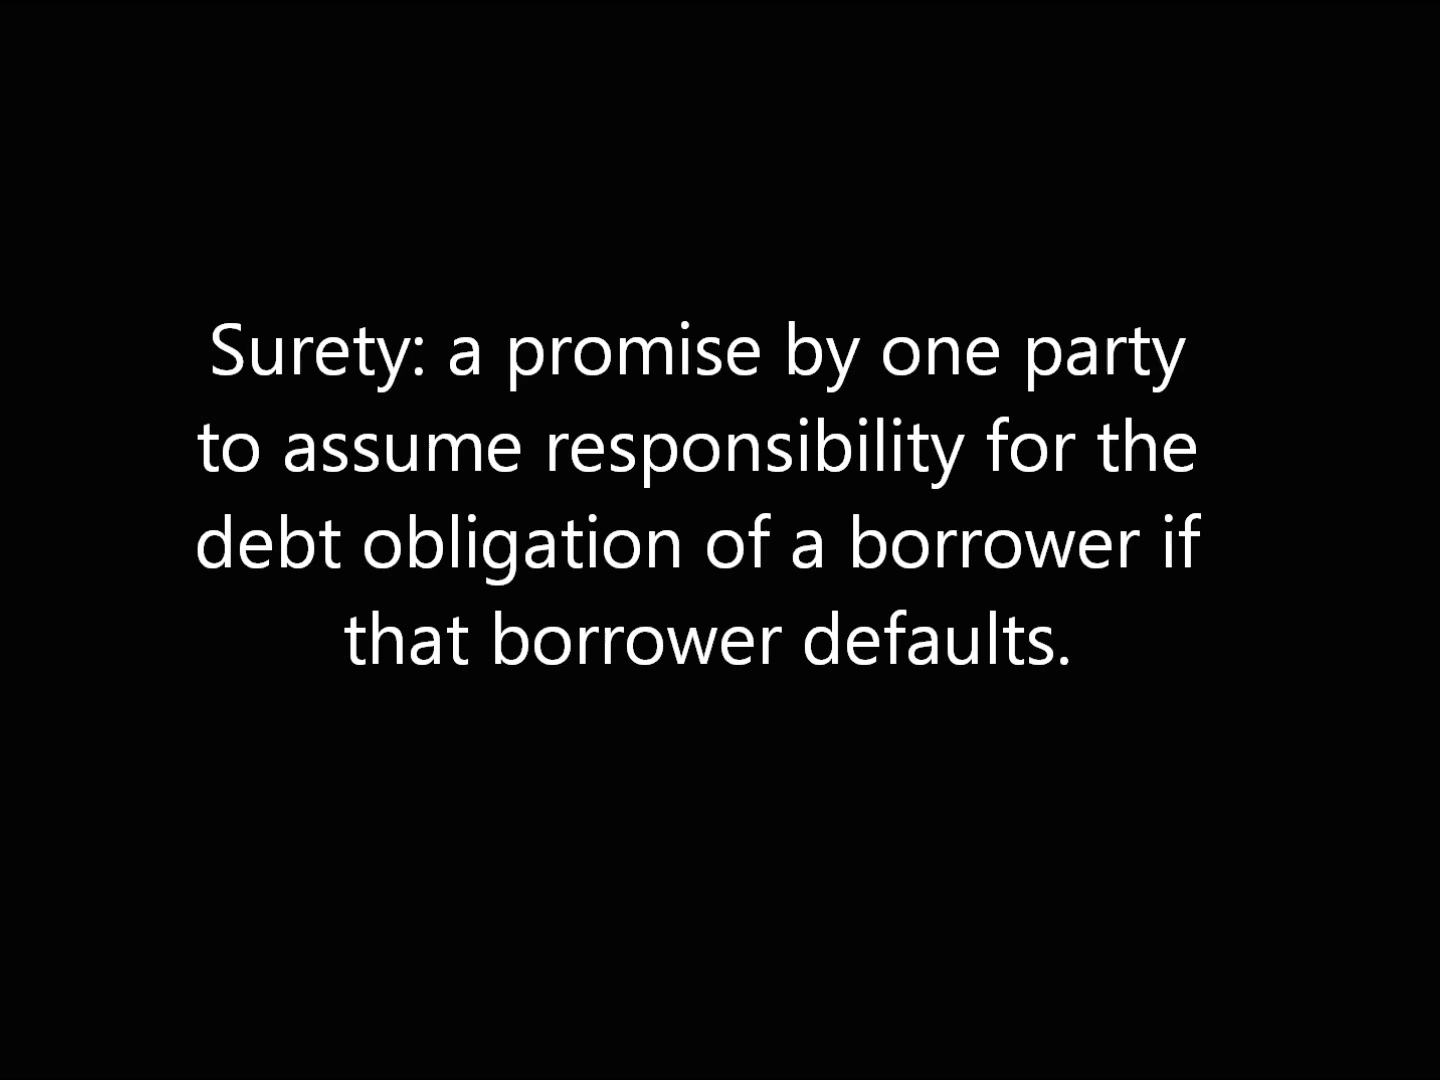 Surety: a promise by one party
to assume responsibility for the
debt obligation of a borrower if
that borrower defaults.